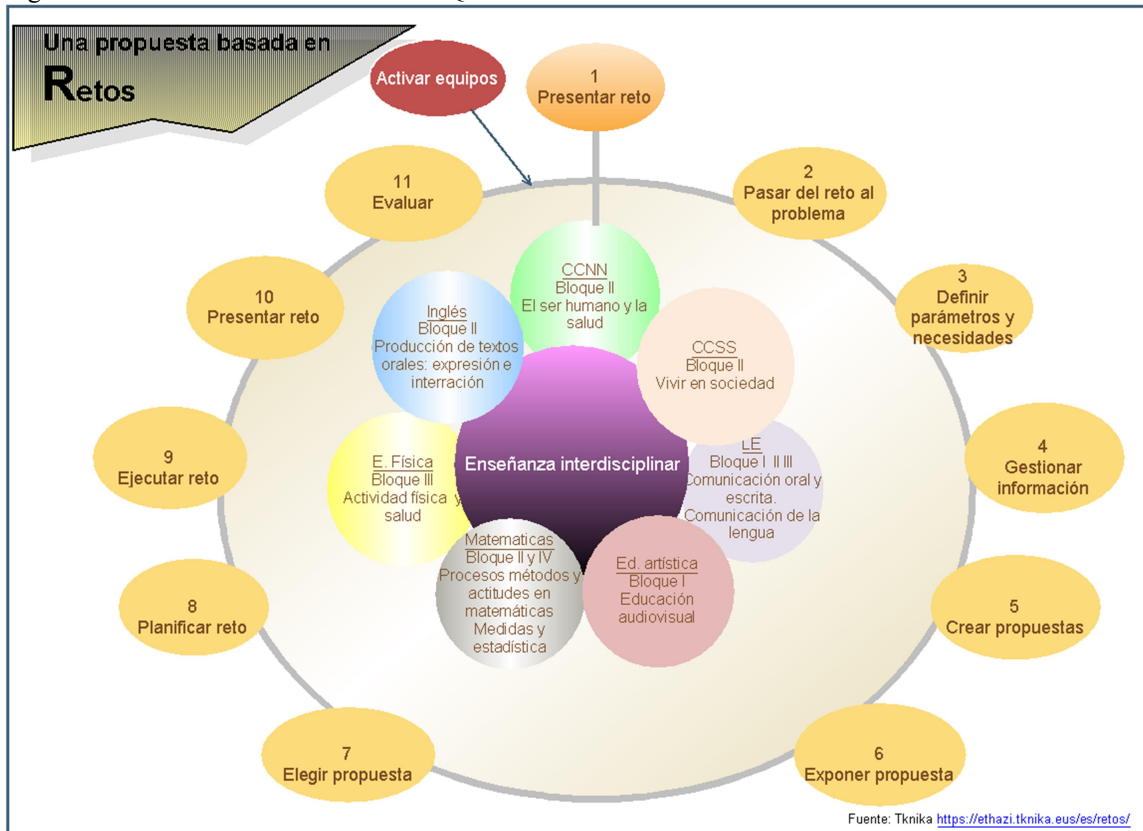 Una propuesta basada en
Retos
Activar equipos
1
Presentar reto
2
Pasar del reto al
problema
3
Definir
parámetros y
necesidades
4
Gestionar
información
5
Crear propuestas
6
Exponer propuesta
7
Elegir propuesta
8
Planificar reto
9
Ejecutar reto
10
Presentar reto
11
Evaluar
CCNN
Bloque II
El ser humano y la
salud
CCSS
Bloque II
Vivir en sociedad
LE
Bloque I II III
Comunicación oral y
escrita.
Comunicación de la
lengua
Ed. artística
Bloque I
Educación
audiovisual
Matematicas
Bloque II y IV
Procesos métodos y
actitudes en
matemáticas
Medidas y
estadística
E. Física
Bloque III
Actividad física y
salud
Inglés
Bloque II
Producción de textos
orales: expresión e
interración
Enseñanza interdisciplinar
Fuente: Tknika https://ethazi.tknika.eus/es/retos/